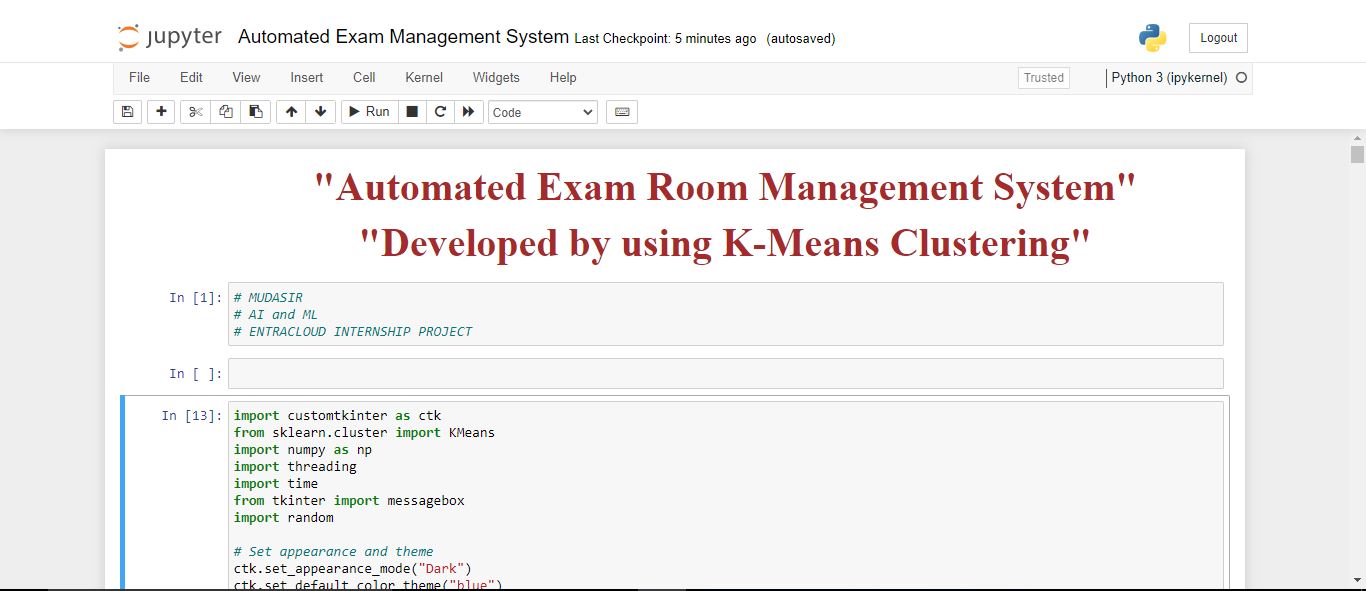 jupyter Automated Exam Management System Last Checkpoint: 5 minutes ago (autosaved)
Logout
File Edit View Insert Cell Kernel Widgets Help
Trusted
Python 3 (ipykernel)
Run
Code
"Automated Exam Room Management System"
"Developed by using K-Means Clustering"
In [1]:
# MUDASIR
# AI and ML
# ENTRACLOUD INTERNSHIP PROJECT
In [ ]:
In [13]:
import customtkinter as ctk
from sklearn.cluster import KMeans
import numpy as np
import threading
import time
from tkinter import messagebox
import random
# Set appearance and theme
ctk.set_appearance_mode("Dark")
ctk.set_default_color_theme("blue")